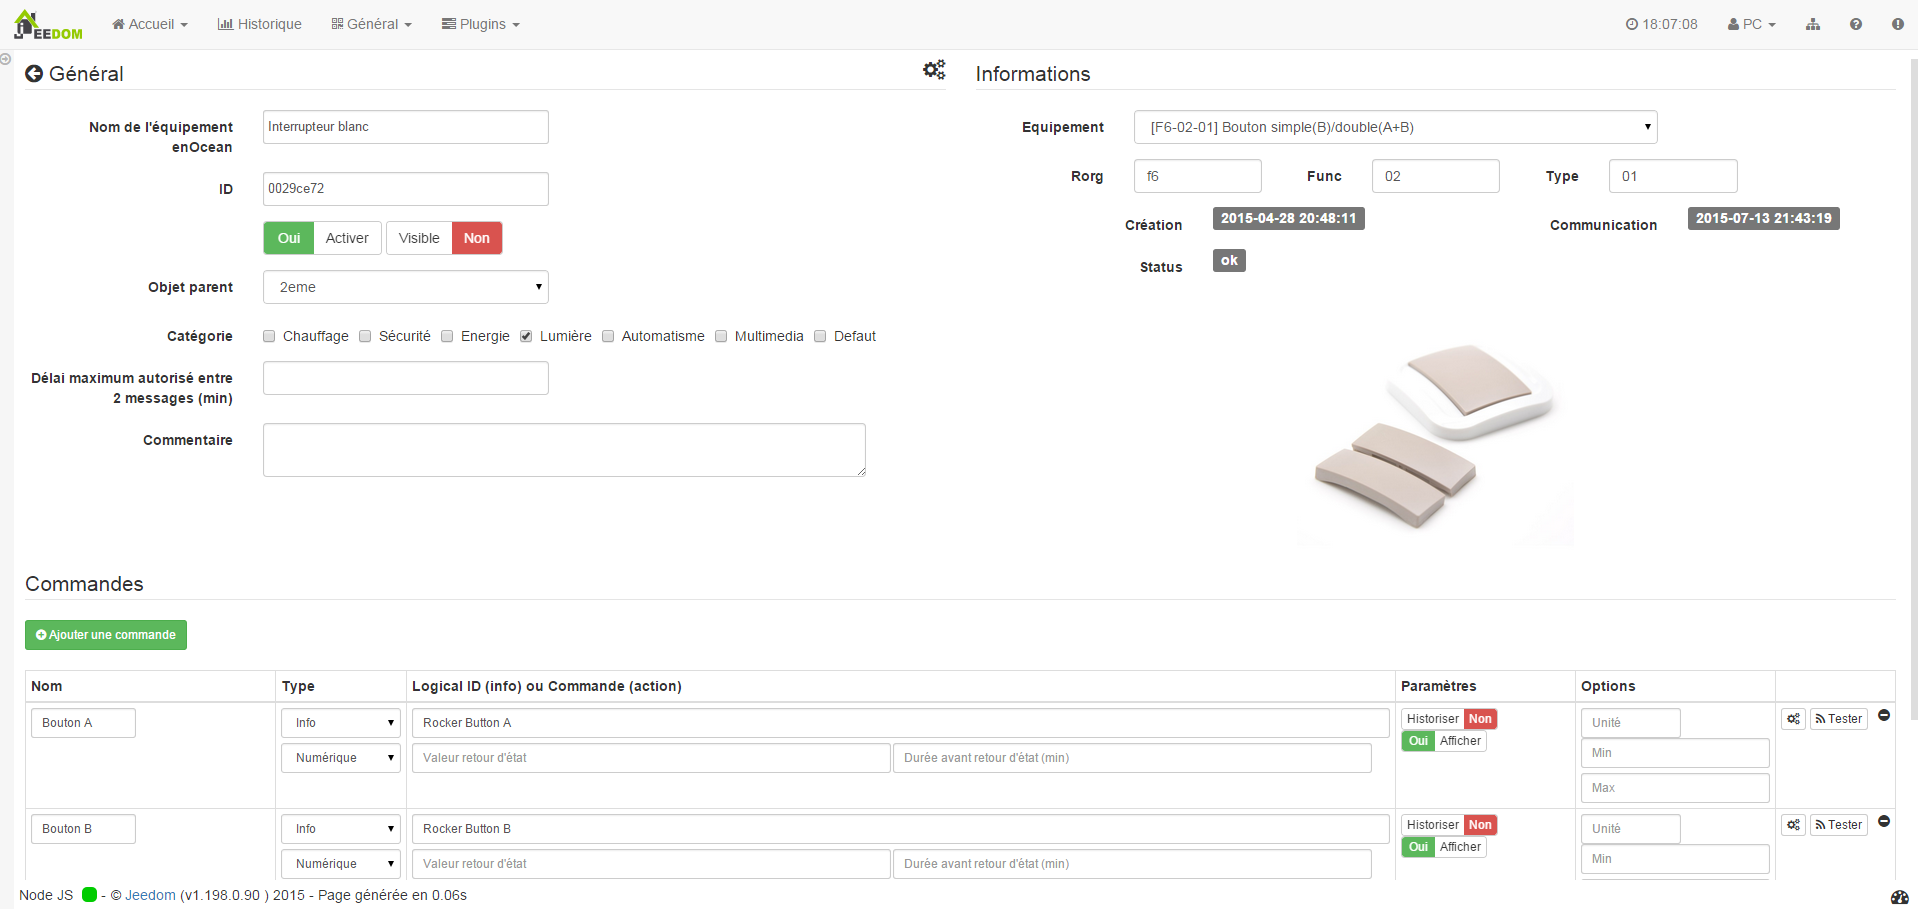 JEEDOM Accueil Historique Général Plugins 18:07:08 PC
Général
Informations
Nom de l'équipement enOcean Interrupteur blanc
Equipement [F6-02-01] Bouton simple(B)/double(A+B)
ID 0029ce72
Rorg f6 Func 02 Type 01
Oui Activer Visible Non
Création 2015-04-28 20:48:11 Communication 2015-07-13 21:43:19
Status ok
Objet parent 2eme
Catégorie Chauffage Sécurité Energie Lumière Automatisme Multimedia Defaut
Délai maximum autorisé entre
2 messages (min)
Commentaire
Commandes
Ajouter une commande
Nom Type Logical ID (info) ou Commande (action) Paramètres Options
Bouton A Info Rocker Button A Historiser Non Unité Tester
Oui Afficher
Numérique Valeur retour d'état Durée avant retour d'état (min) Min
Max
Bouton B Info Rocker Button B Historiser Non Unité Tester
Oui Afficher
Numérique Valeur retour d'état Durée avant retour d'état (min) Min
Node JS - © Jeedom (v1.198.0.90 ) 2015 - Page générée en 0.06s